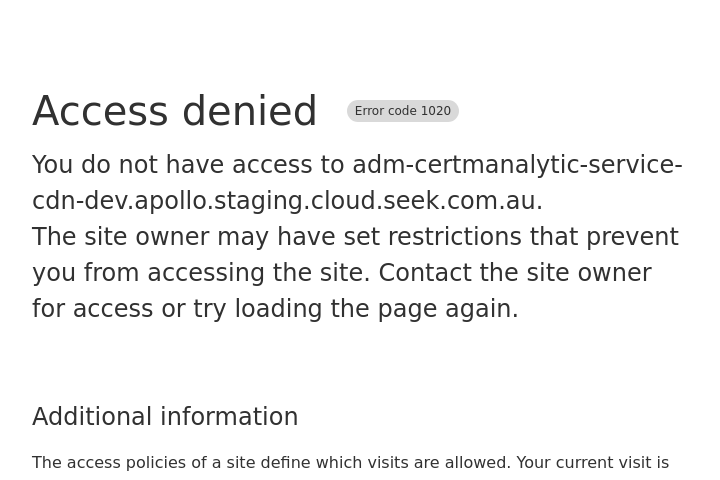 Access denied Error code 1020
You do not have access to adm-certmanalytic-service-
cdn-dev.apollo.staging.cloud.seek.com.au.
The site owner may have set restrictions that prevent
you from accessing the site. Contact the site owner
for access or try loading the page again.
Additional information
The access policies of a site define which visits are allowed. Your current visit is